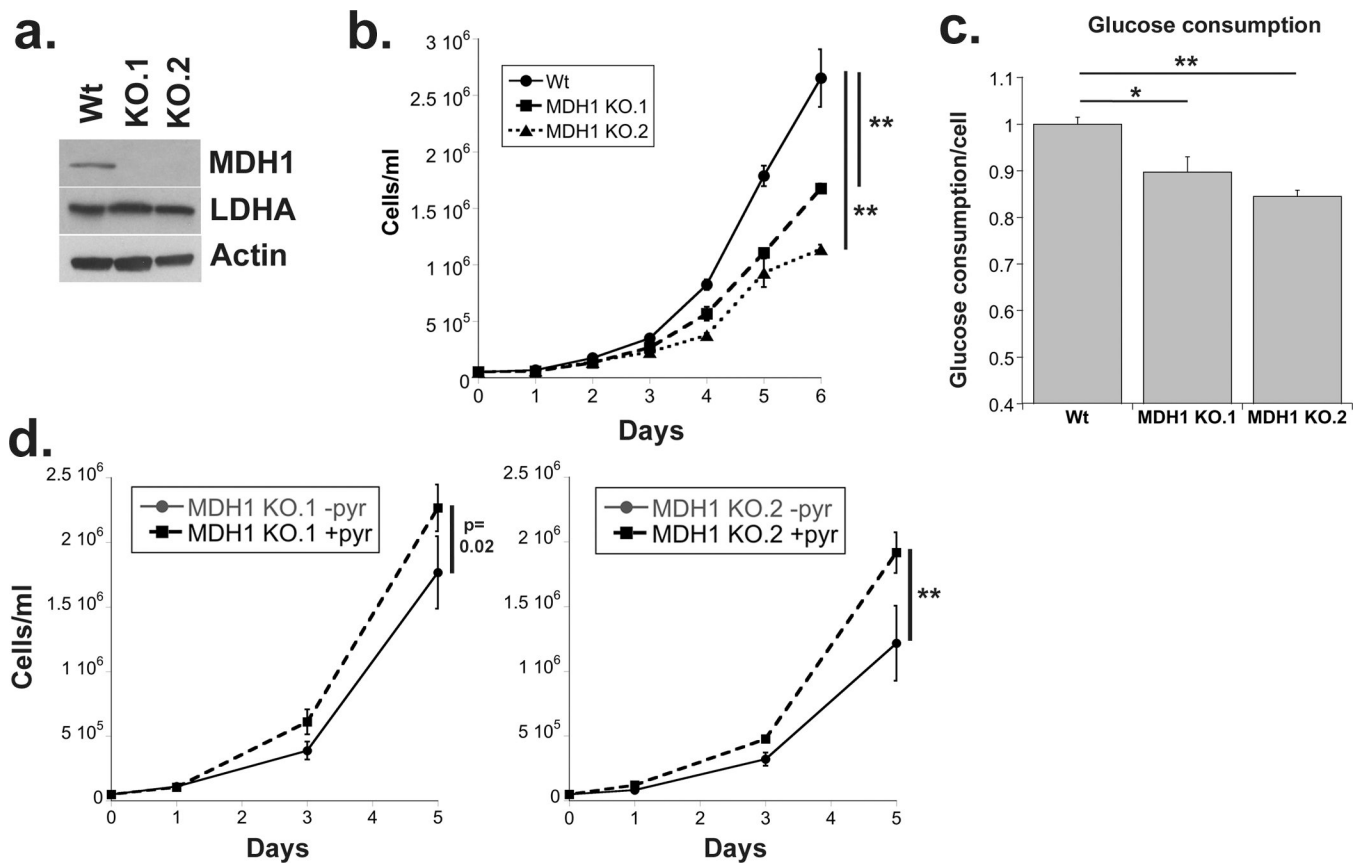 a.
Wt
KO.1
KO.2
MDH1
LDHA
Actin
b.
3 10⁶
2.5 10⁶
2 10⁶
1.5 10⁶
1 10⁶
5 10⁵
0
Cells/ml
Wt
MDH1 KO.1
MDH1 KO.2
**
**
0 1 2 3 4 5 6
Days
c.
Glucose consumption
**
*
1.1
1
0.9
0.8
0.7
0.6
0.5
0.4
Glucose consumption/cell
Wt MDH1 KO.1 MDH1 KO.2
d.
2.5 10⁶
2 10⁶
1.5 10⁶
1 10⁶
5 10⁵
0
Cells/ml
MDH1 KO.1 -pyr
MDH1 KO.1 +pyr
p=
0.02
0 1 2 3 4 5
Days
2.5 10⁶
2 10⁶
1.5 10⁶
1 10⁶
5 10⁵
0
MDH1 KO.2 -pyr
MDH1 KO.2 +pyr
**
0 1 2 3 4 5
Days